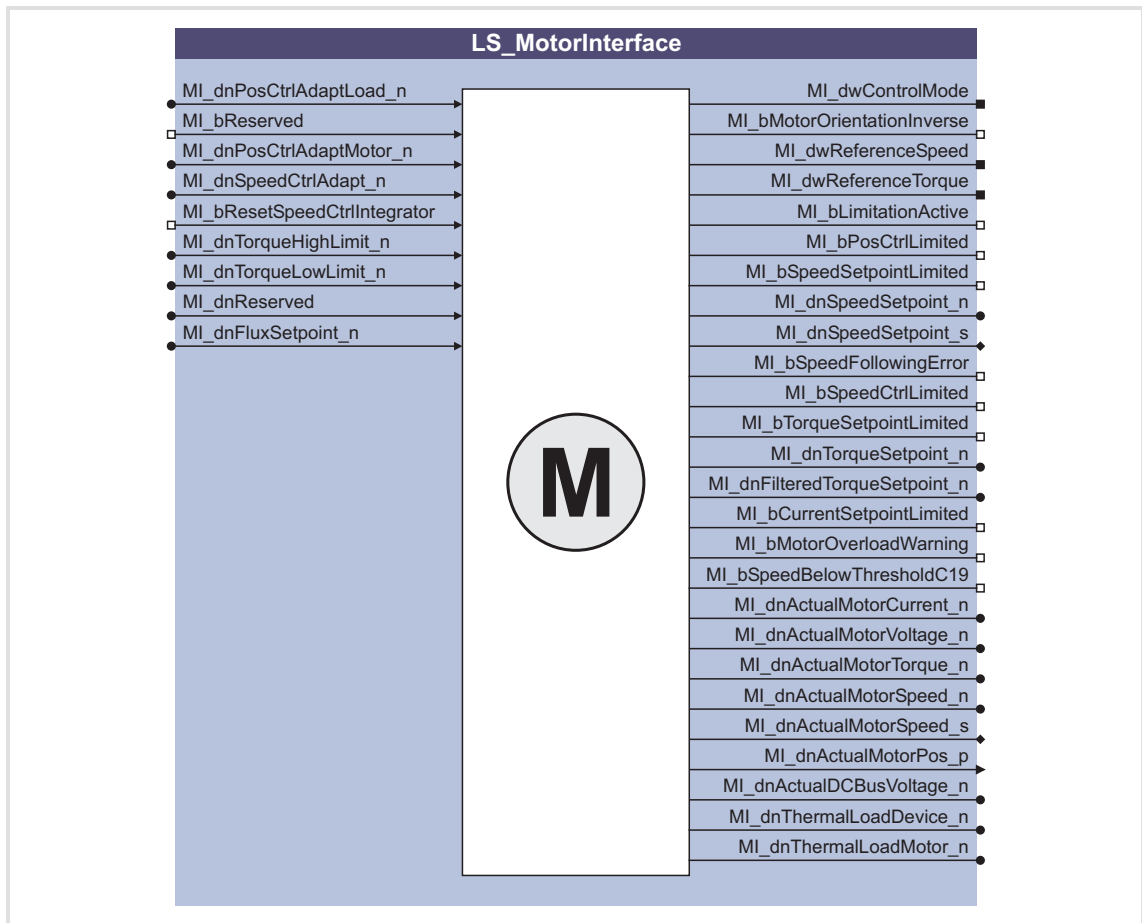 LS_MotorInterface
MI_dnPosCtrlAdaptLoad_n
MI_bReserved
MI_dnPosCtrlAdaptMotor_n
MI_dnSpeedCtrlAdapt_n
MI_bResetSpeedCtrlIntegrator
MI_dnTorqueHighLimit_n
MI_dnTorqueLowLimit_n
MI_dnReserved
MI_dnFluxSetpoint_n
M
MI_dwControlMode
MI_bMotorOrientationInverse
MI_dwReferenceSpeed
MI_dwReferenceTorque
MI_bLimitationActive
MI_bPosCtrlLimited
MI_bSpeedSetpointLimited
MI_dnSpeedSetpoint_n
MI_dnSpeedSetpoint_s
MI_bSpeedFollowingError
MI_bSpeedCtrlLimited
MI_bTorqueSetpointLimited
MI_dnTorqueSetpoint_n
MI_dnFilteredTorqueSetpoint_n
MI_bCurrentSetpointLimited
MI_bMotorOverloadWarning
MI_bSpeedBelowThresholdC19
MI_dnActualMotorCurrent_n
MI_dnActualMotorVoltage_n
MI_dnActualMotorTorque_n
MI_dnActualMotorSpeed_n
MI_dnActualMotorSpeed_s
MI_dnActualMotorPos_p
MI_dnActualDCBusVoltage_n
MI_dnThermalLoadDevice_n
MI_dnThermalLoadMotor_n